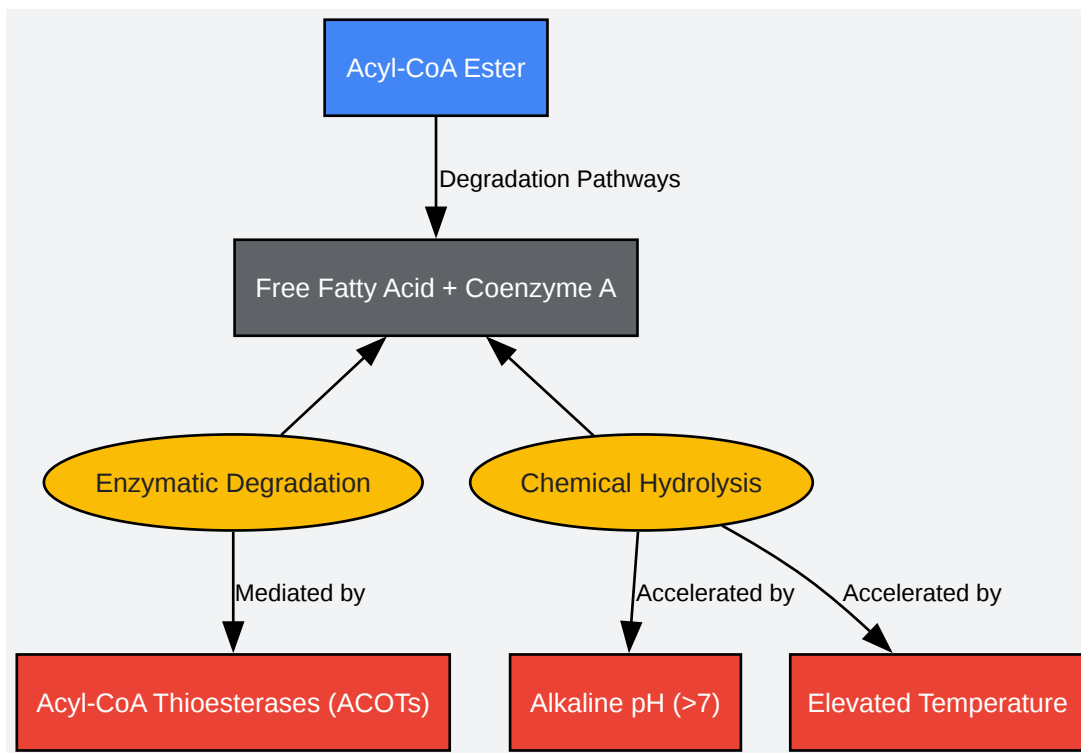 Acyl-CoA Ester
Degradation Pathways
Free Fatty Acid + Coenzyme A
Enzymatic Degradation
Chemical Hydrolysis
Mediated by
Accelerated by
Accelerated by
Acyl-CoA Thioesterases (ACOTs)
Alkaline pH (>7)
Elevated Temperature